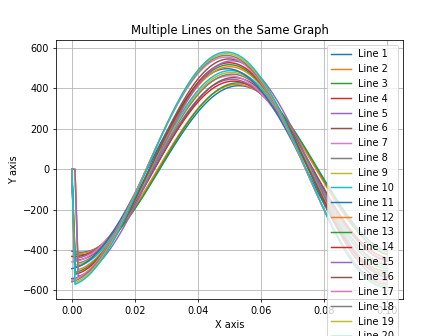 Multiple Lines on the Same Graph
600
400
200
0
−200
−400
−600
Y axis
0.00
0.02
0.04
0.06
X axis
Line 1
Line 2
Line 3
Line 4
Line 5
Line 6
Line 7
Line 8
Line 9
Line 10
Line 11
Line 12
Line 13
Line 14
Line 15
Line 16
Line 17
Line 18
Line 19
Line 20